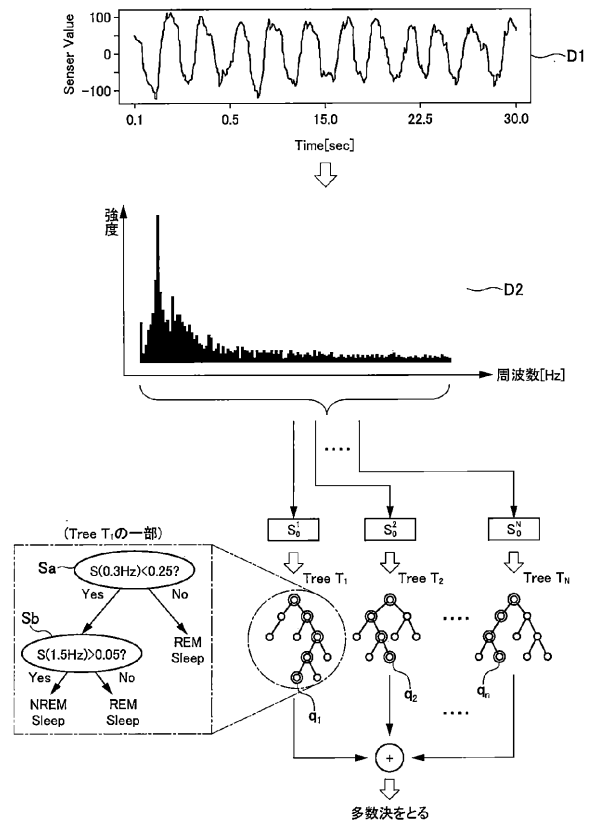 100
0
-100
Senser Value
D1
0.1 0.5 15.0 22.5 30.0
Time[sec]
強度
D2
周波数[Hz]
....
S₀¹ S₀² S₀ᴺ
(Tree T₁の一部)
Sa
S(0.3Hz)<0.25?
Yes No
Sb
S(1.5Hz)>0.05?
REM
Sleep
Yes No
NREM
Sleep
REM
Sleep
Tree T₁ Tree T₂ Tree TN
....
q₁ q₂ qn
....
+
多数決をとる